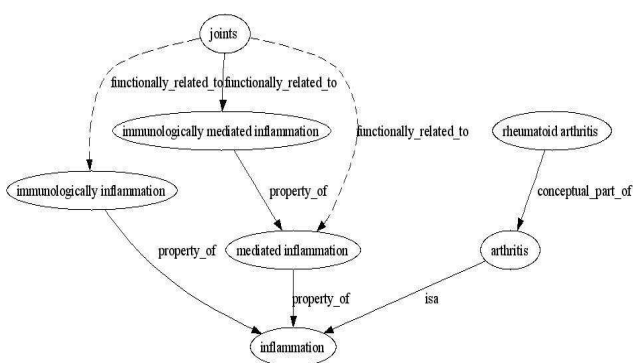 joints
functionally_related_to functionally_related_to
immunologically mediated inflammation
functionally_related_to
rheumatoid arthritis
immunologically inflammation
property_of
conceptual_part_of
property_of
mediated inflammation
arthritis
property_of
isa
inflammation